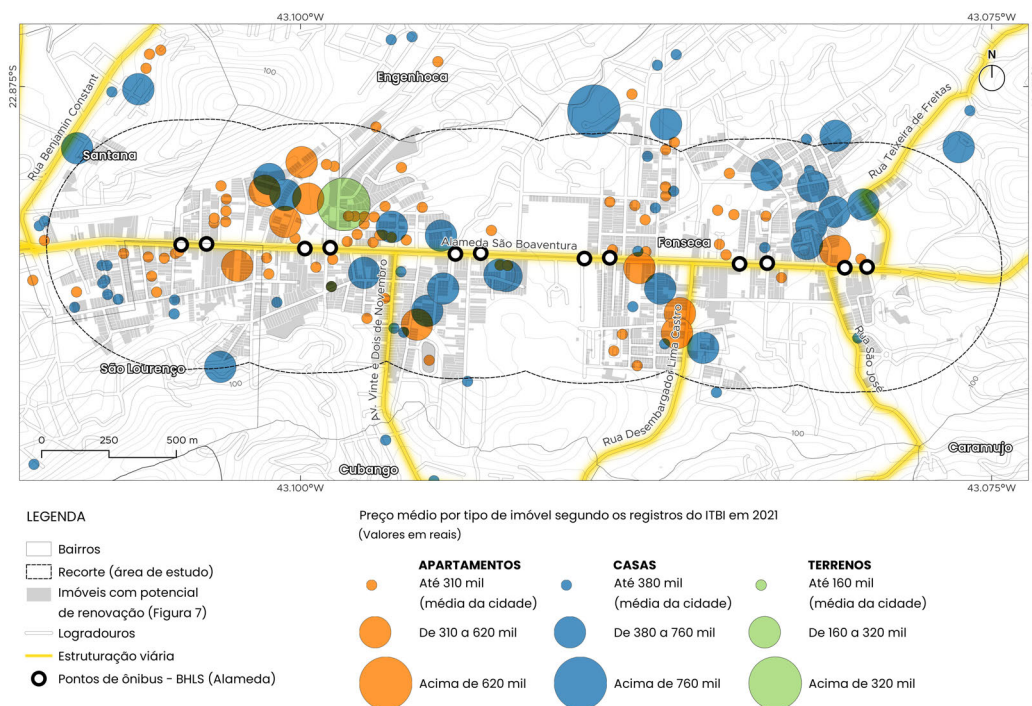 43.100°W
43.075°W
22.875°S
N
100
Engenhoca
Rua Benjamin Constant
Rua Teixeira de Freitas
Santana
Alameda São Boaventura
Fonseca
Av. Vinte e Dois de Novembro
Rua Desembargador Lima Castro
Rua São José
São Lourenço
100
100
100
0 250 500 m
Cubango
Caramujo
43.100°W
43.075°W
LEGENDA
Bairros
Recorte (área de estudo)
Imóveis com potencial
de renovação (Figura 7)
Logradouros
Estruturação viária
Pontos de ônibus - BHLS (Alameda)
Preço médio por tipo de imóvel segundo os registros do ITBI em 2021
(Valores em reais)
APARTAMENTOS
Até 310 mil
(média da cidade)
De 310 a 620 mil
Acima de 620 mil
CASAS
Até 380 mil
(média da cidade)
De 380 a 760 mil
Acima de 760 mil
TERRENOS
Até 160 mil
(média da cidade)
De 160 a 320 mil
Acima de 320 mil